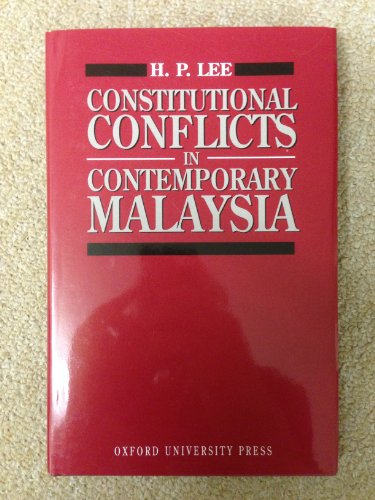 H. P. LEE
CONSTITUTIONAL
CONFLICTS
IN
CONTEMPORARY
MALAYSIA
OXFORD UNIVERSITY PRESS